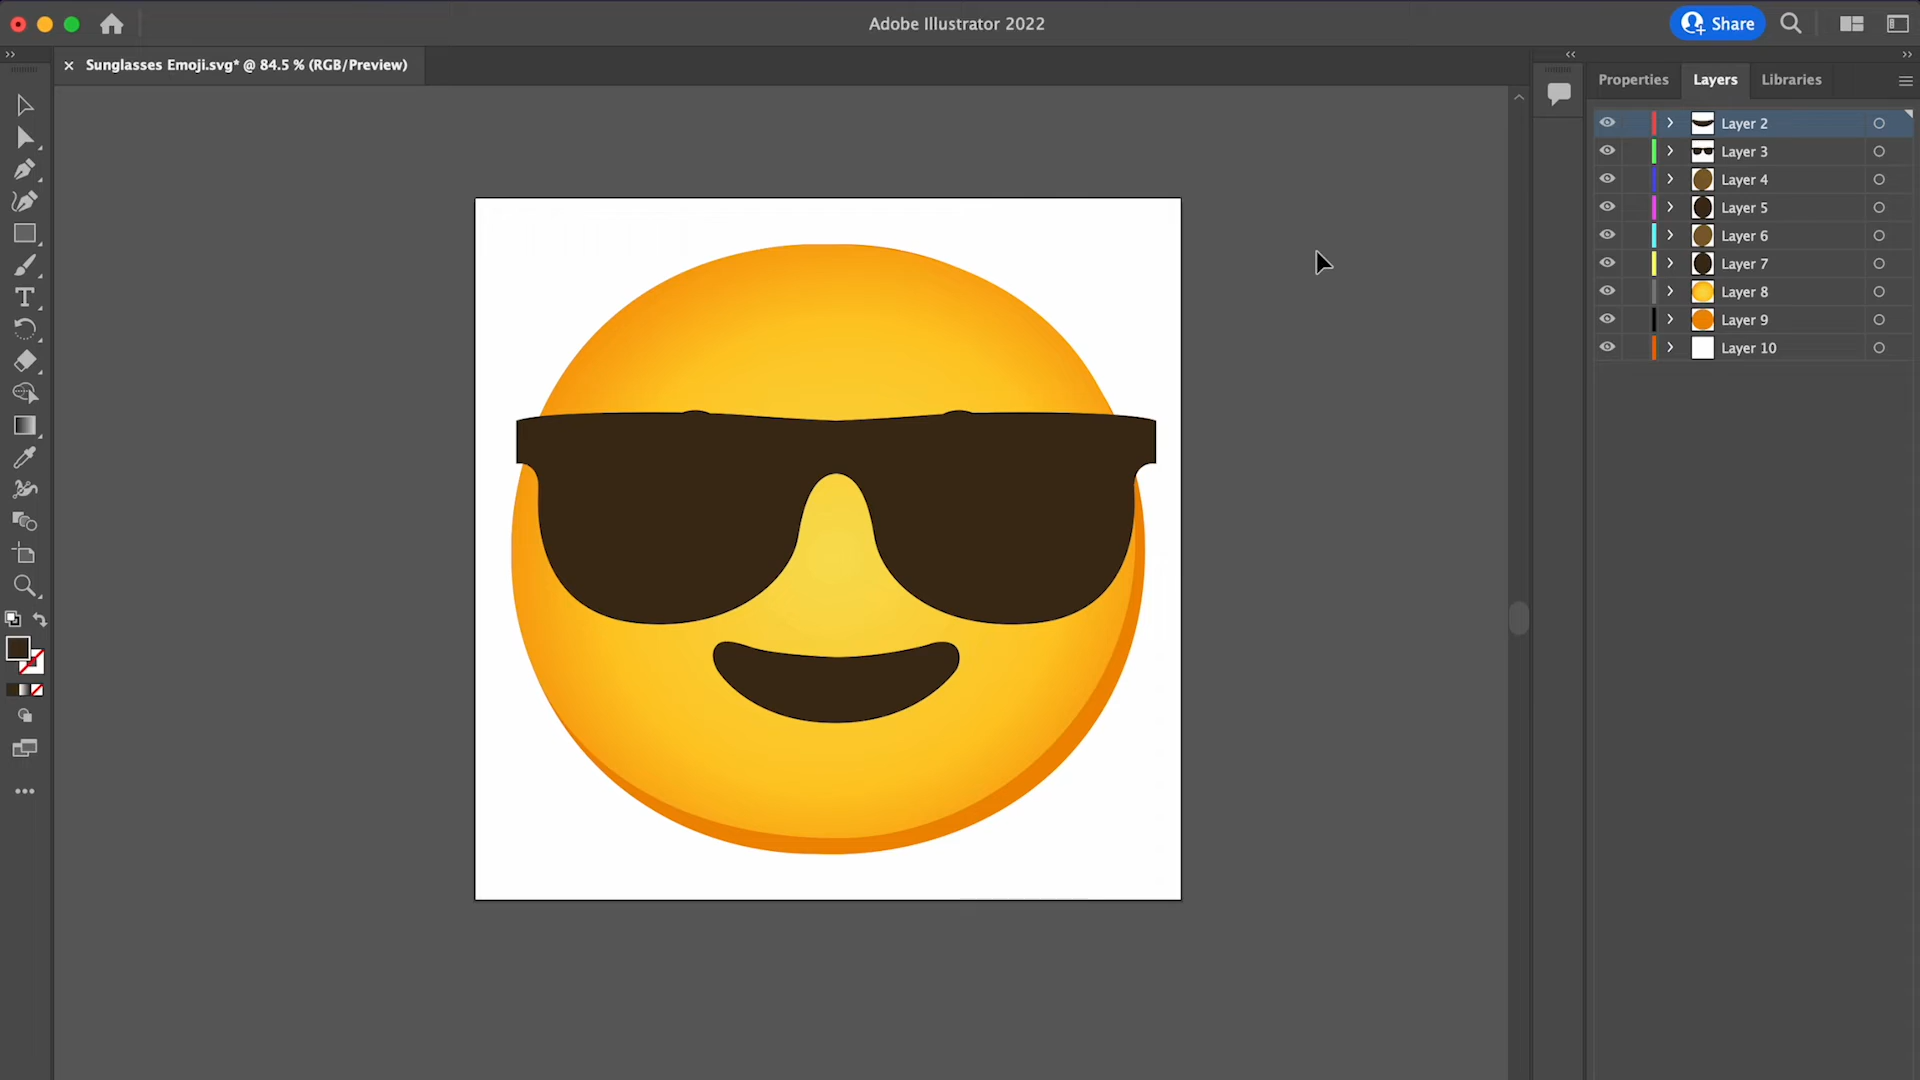 Adobe Illustrator 2022
Share
× Sunglasses Emoji.svg* @ 84.5 % (RGB/Preview)
Properties Layers Libraries
Layer 2
Layer 3
Layer 4
Layer 5
Layer 6
Layer 7
Layer 8
Layer 9
Layer 10